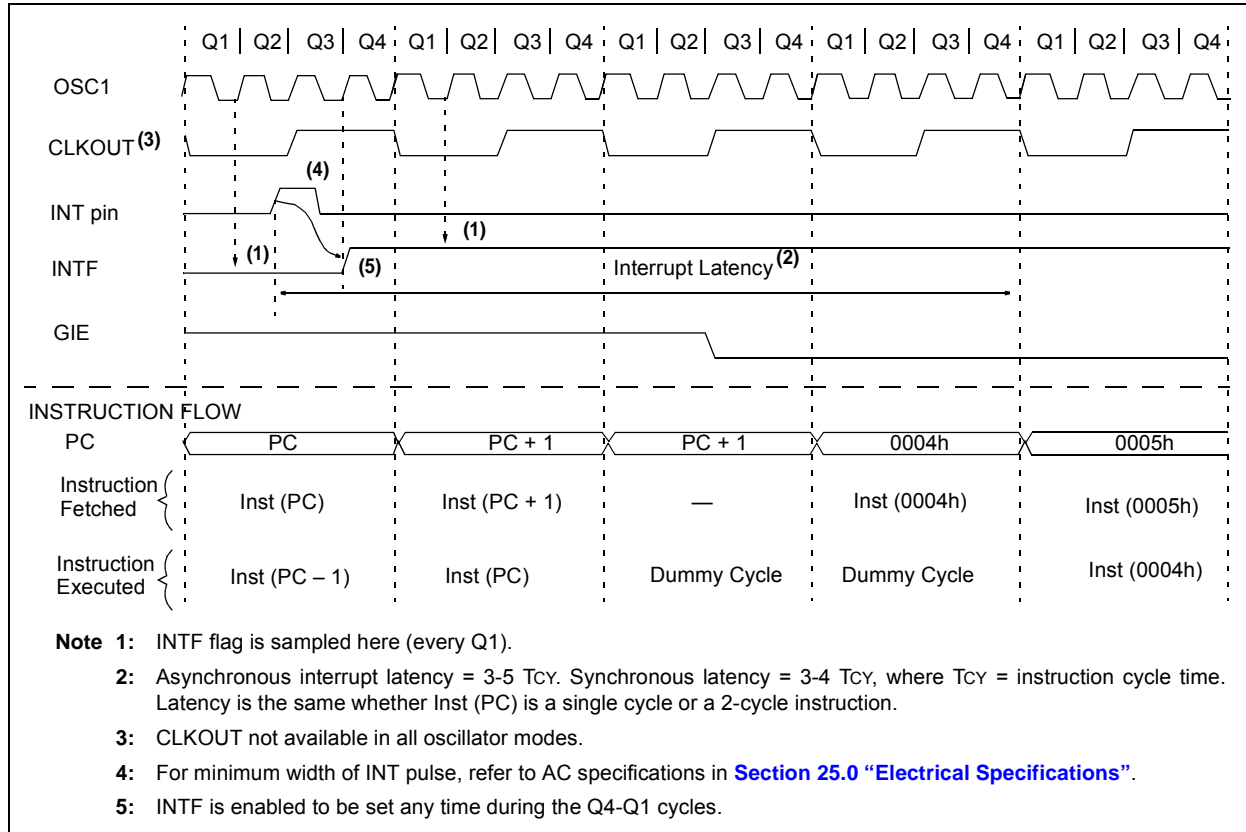 Q1 | Q2 | Q3 | Q4 Q1 | Q2 | Q3 | Q4 Q1 | Q2 | Q3 | Q4 Q1 | Q2 | Q3 | Q4 Q1 | Q2 | Q3 | Q4
OSC1
CLKOUT (3)
(4)
INT pin
(1)
(1)
INTF
(5)
Interrupt Latency (2)
GIE
INSTRUCTION FLOW
PC PC PC + 1 PC + 1 0004h 0005h
Instruction
Fetched
Inst (PC) Inst (PC + 1) — Inst (0004h) Inst (0005h)
Instruction
Executed
Inst (PC – 1) Inst (PC) Dummy Cycle Dummy Cycle Inst (0004h)
Note 1: INTF flag is sampled here (every Q1).
2: Asynchronous interrupt latency = 3-5 TCY. Synchronous latency = 3-4 TCY, where TCY = instruction cycle time.
Latency is the same whether Inst (PC) is a single cycle or a 2-cycle instruction.
3: CLKOUT not available in all oscillator modes.
4: For minimum width of INT pulse, refer to AC specifications in Section 25.0 “Electrical Specifications”.
5: INTF is enabled to be set any time during the Q4-Q1 cycles.